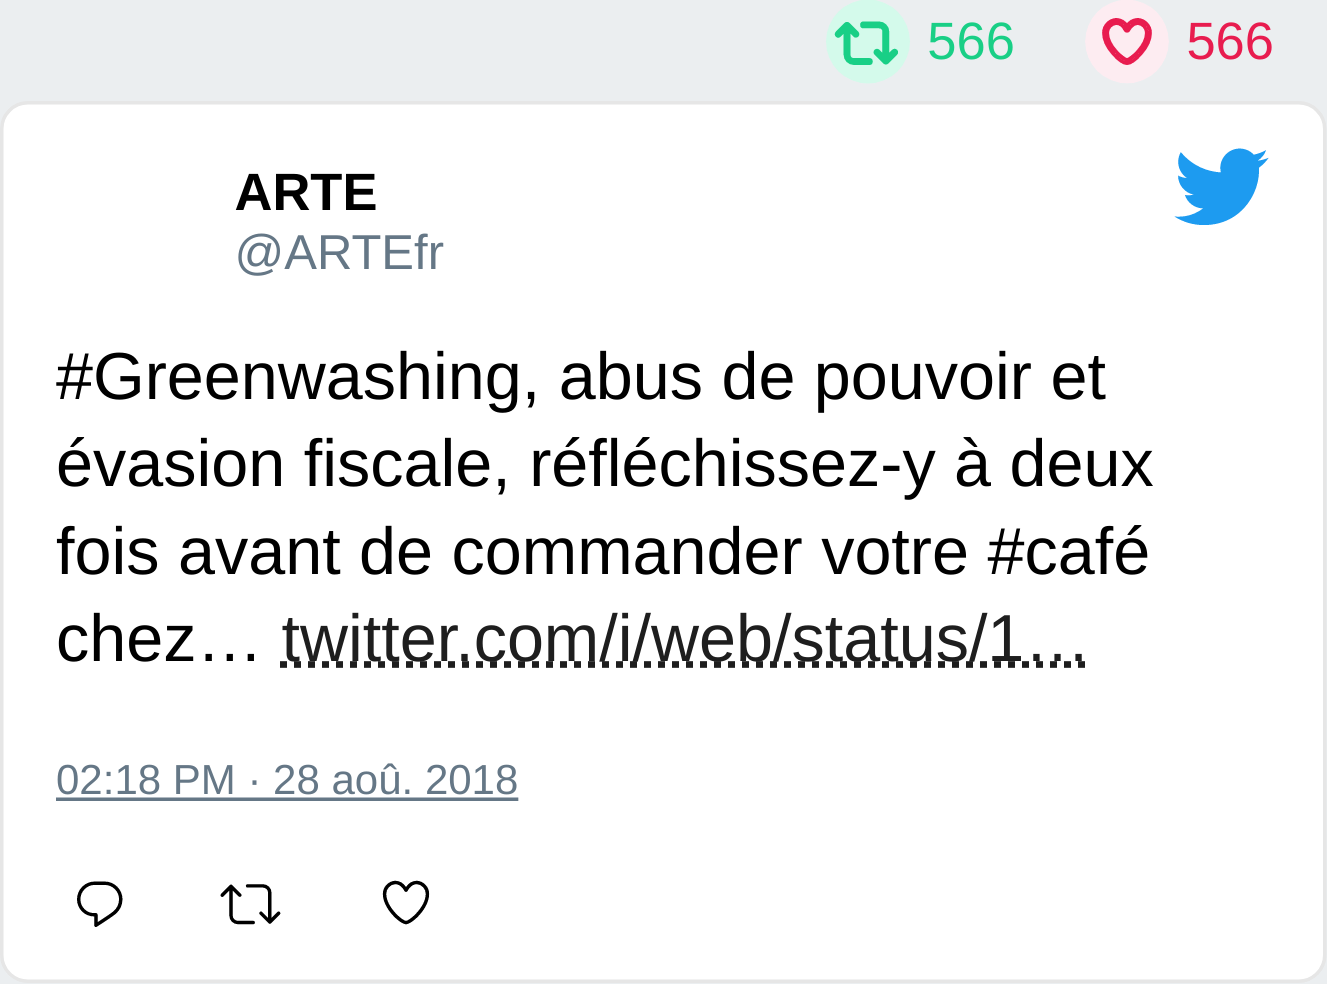 566 566
ARTE
@ARTEfr
#Greenwashing, abus de pouvoir et
évasion fiscale, réfléchissez-y à deux
fois avant de commander votre #café
chez… twitter.com/i/web/status/1…
02:18 PM · 28 aoû. 2018